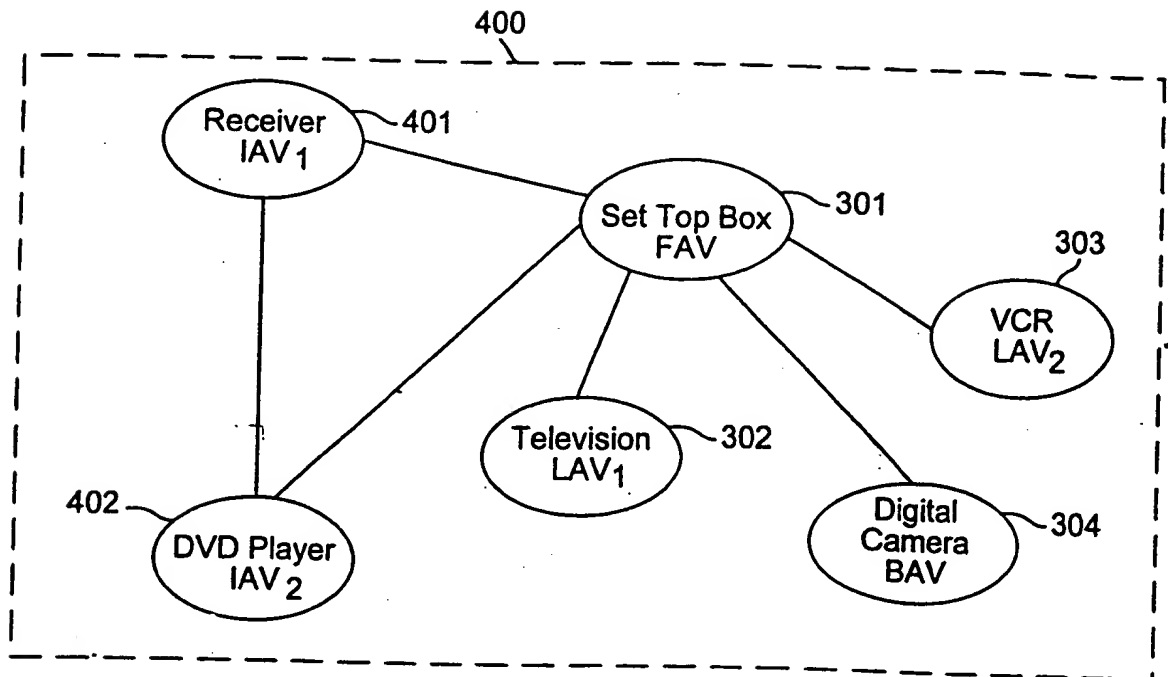 400
Receiver
IAV1
401
Set Top Box
FAV
301
303
VCR
LAV2
Television
LAV1
302
402
DVD Player
IAV2
Digital
Camera
BAV
304